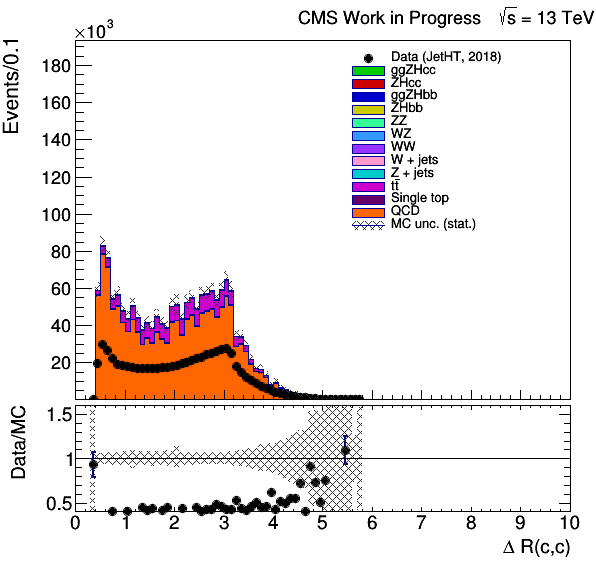 CMS Work in Progress √s = 13 TeV
×10³
Events/0.1
180
160
140
120
100
80
60
40
20
Data (JetHT, 2018)
ggZHcc
ZHcc
ggZHbb
ZHbb
ZZ
WZ
WW
W + jets
Z + jets
tt̄
Single top
QCD
MC unc. (stat.)
Data/MC
1.5
1
0.5
0 1 2 3 4 5 6 7 8 9 10
Δ R(c,c)